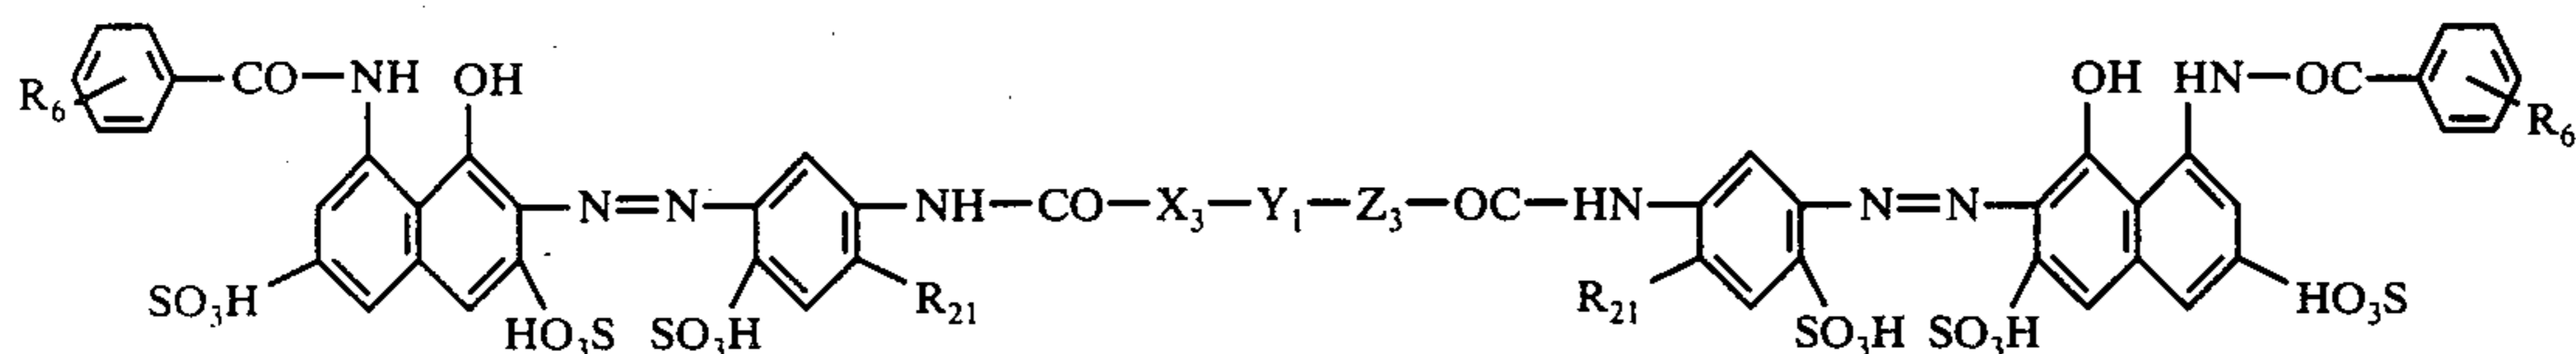 CO—NH OH OH HN—OC
R₆ R₆
N=N NH—CO—X₃—Y₁—Z₃—OC—HN N=N
SO₃H R₂₁ R₂₁ HO₃S
HO₃S SO₃H SO₃H SO₃H